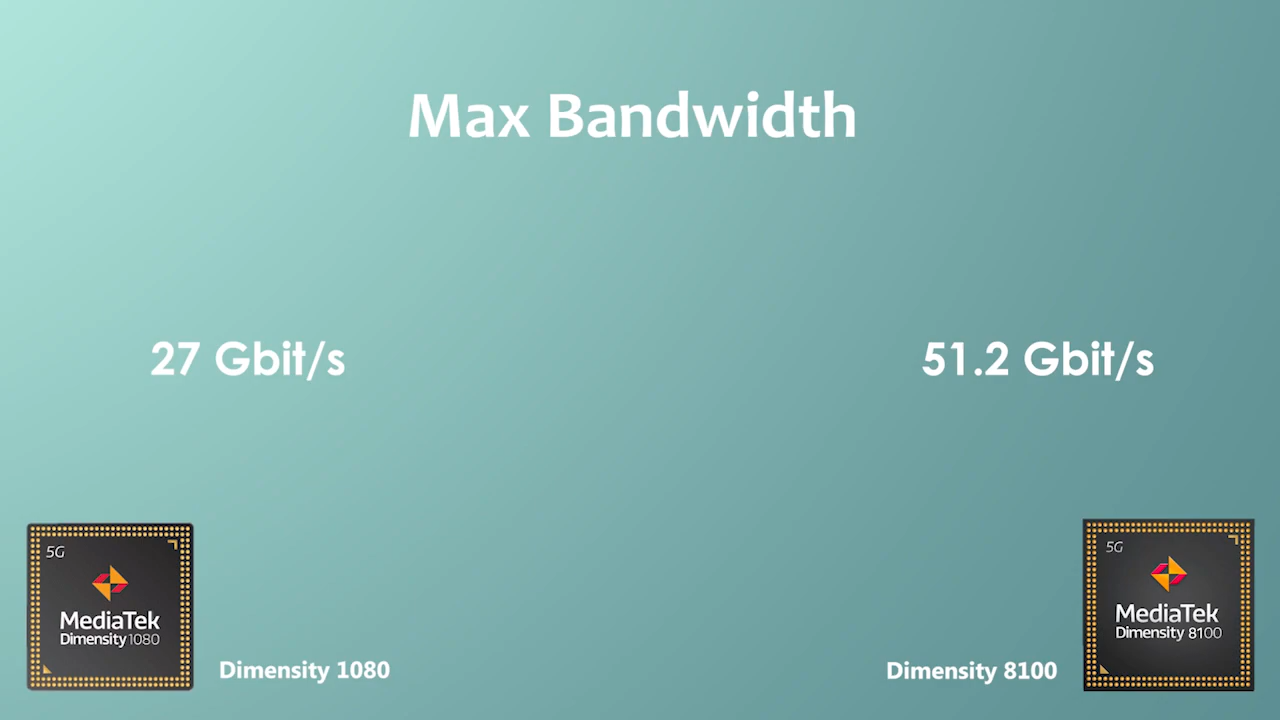 Max Bandwidth
27 Gbit/s
51.2 Gbit/s
5G
MediaTek
Dimensity 1080
Dimensity 1080
Dimensity 8100
5G
MediaTek
Dimensity 8100